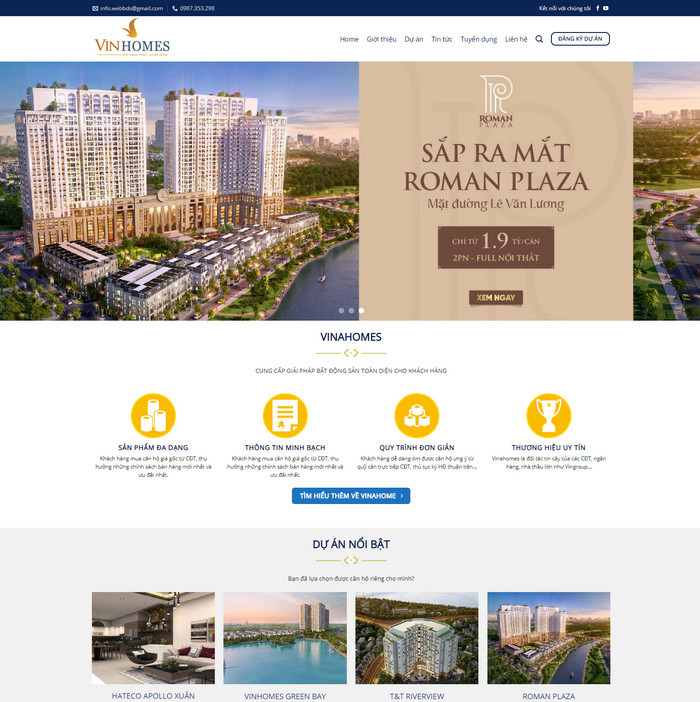 info.webbds@gmail.com
0987.353.298
Kết nối với chúng tôi
VINHOMES
Home
Giới thiệu
Dự án
Tin tức
Tuyển dụng
Liên hệ
ĐĂNG KÝ DỰ ÁN
ROMAN
PLAZA
SẮP RA MẮT
ROMAN PLAZA
Mặt đường Lê Văn Lương
CHỈ TỪ 1.9 TỶ/CĂN
2PN - FULL NỘI THẤT
XEM NGAY
VINAHOMES
CUNG CẤP GIẢI PHÁP BẤT ĐỘNG SẢN TOÀN DIỆN CHO KHÁCH HÀNG
SẢN PHẨM ĐA DẠNG
Khách hàng mua căn hộ giá gốc từ CĐT, thụ
hưởng những chính sách bán hàng mới nhất và
ưu đãi nhất.
THÔNG TIN MINH BẠCH
Khách hàng mua căn hộ giá gốc từ CĐT, thụ
hưởng những chính sách bán hàng mới nhất và
ưu đãi nhất.
QUY TRÌNH ĐƠN GIẢN
Khách hàng dễ dàng tìm được căn hộ ưng ý từ
quỹ căn trực tiếp CĐT, thủ tục ký HĐ thuận tiện...
THƯƠNG HIỆU UY TÍN
Vinahomes là đối tác tin cậy của các CĐT, ngân
hàng, nhà thầu lớn như Vingroup...
TÌM HIỂU THÊM VỀ VINAHOME
DỰ ÁN NỔI BẬT
Bạn đã lựa chọn được căn hộ riêng cho mình?
HATECO APOLLO XUÂN
VINHOMES GREEN BAY
T&T RIVERVIEW
ROMAN PLAZA